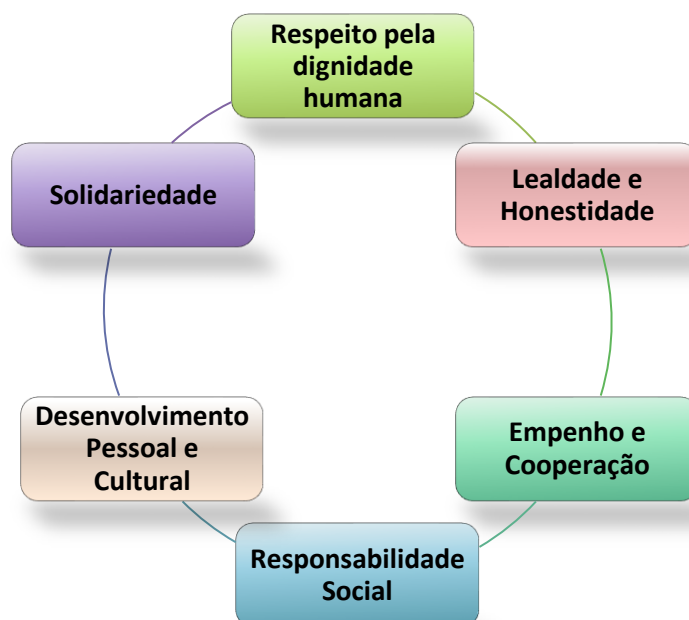 Respeito pela
dignidade
humana
Lealdade e
Honestidade
Empenho e
Cooperação
Responsabilidade
Social
Desenvolvimento
Pessoal e
Cultural
Solidariedade